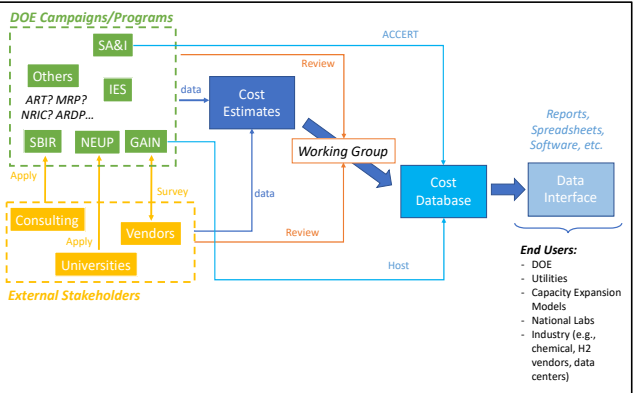 DOE Campaigns/Programs
SA&I
Others
IES
ART? MRP?
NRIC? ARDP...
SBIR
NEUP
GAIN
Apply
Survey
Consulting
Apply
Vendors
Universities
External Stakeholders
data
Cost
Estimates
data
ACCERT
Review
Working Group
Review
Host
Cost
Database
Reports,
Spreadsheets,
Software, etc.
Data
Interface
End Users:
- DOE
- Utilities
- Capacity Expansion
Models
- National Labs
- Industry (e.g.,
chemical, H2
vendors, data
centers)